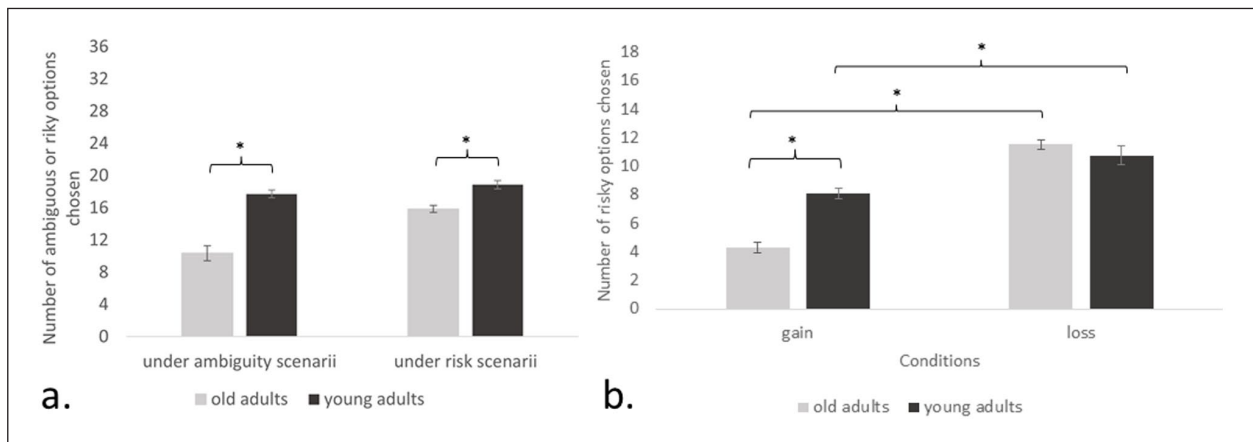 Number of ambiguous or riky options
chosen
36
32
28
24
20
16
12
8
4
0
*
*
under ambiguity scenarii
under risk scenarii
old adults
young adults
a.
Number of risky options chosen
18
16
14
12
10
8
6
4
2
0
*
*
*
gain
loss
Conditions
old adults
young adults
b.